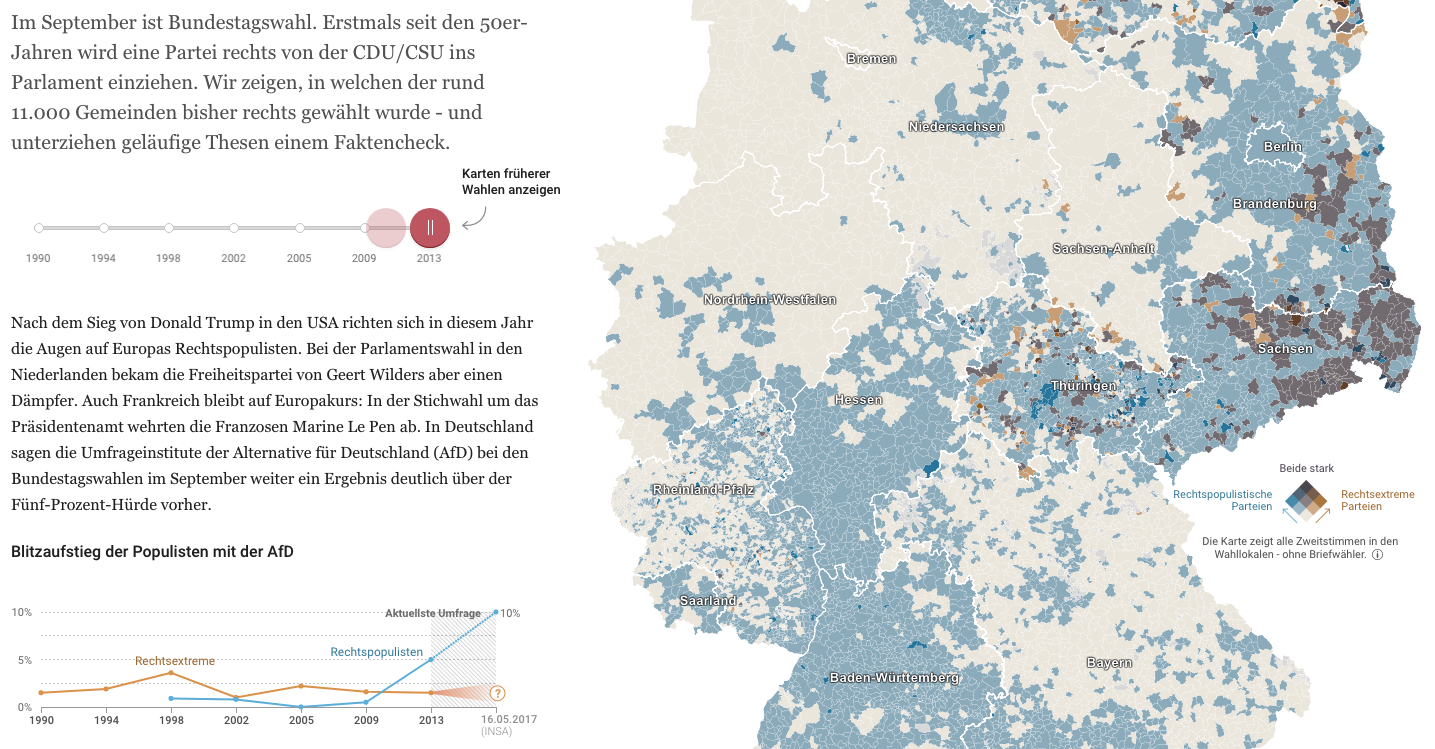 Im September ist Bundestagswahl. Erstmals seit den 50er-
Jahren wird eine Partei rechts von der CDU/CSU ins
Parlament einziehen. Wir zeigen, in welchen der rund
11.000 Gemeinden bisher rechts gewählt wurde - und
unterziehen geläufige Thesen einem Faktencheck.
Karten früherer
Wahlen anzeigen
1990 1994 1998 2002 2005 2009 2013
Nach dem Sieg von Donald Trump in den USA richten sich in diesem Jahr
die Augen auf Europas Rechtspopulisten. Bei der Parlamentswahl in den
Niederlanden bekam die Freiheitspartei von Geert Wilders aber einen
Dämpfer. Auch Frankreich bleibt auf Europakurs: In der Stichwahl um das
Präsidentenamt wehrten die Franzosen Marine Le Pen ab. In Deutschland
sagen die Umfrageinstitute der Alternative für Deutschland (AfD) bei den
Bundestagswahlen im September weiter ein Ergebnis deutlich über der
Fünf-Prozent-Hürde vorher.
Blitzaufstieg der Populisten mit der AfD
10% Aktuellste Umfrage 10%
Rechtspopulisten
5% Rechtsextreme
?
0%
1990 1994 1998 2002 2005 2009 2013 16.05.2017
(INSA)
Bremen
Niedersachsen
Berlin
Brandenburg
Sachsen-Anhalt
Nordrhein-Westfalen
Sachsen
Thüringen
Hessen
Rheinland-Pfalz
Saarland
Bayern
Baden-Württemberg
Beide stark
Rechtspopulistische
Parteien
Rechtsextreme
Parteien
Die Karte zeigt alle Zweitstimmen in den
Wahllokalen - ohne Briefwähler. i